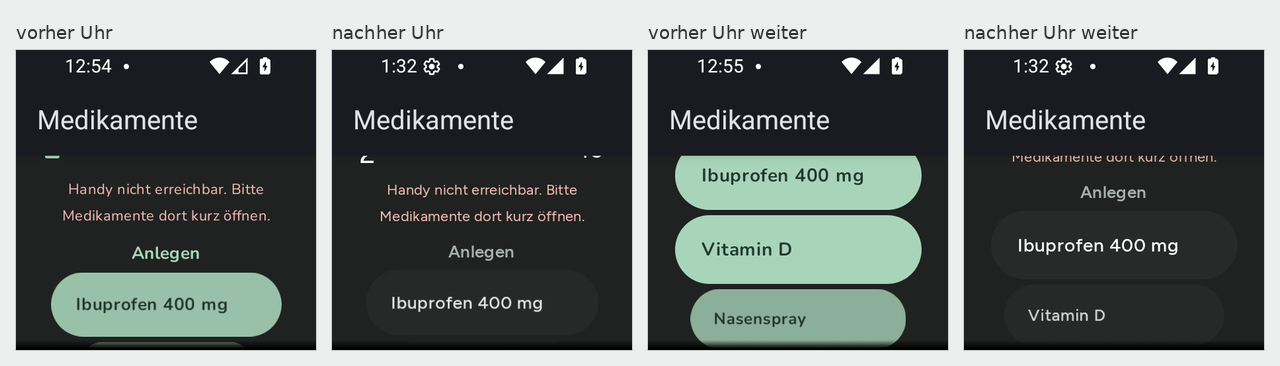 vorher Uhr
12:54
Medikamente
Handy nicht erreichbar. Bitte
Medikamente dort kurz öffnen.
Anlegen
Ibuprofen 400 mg
nachher Uhr
1:32
Medikamente
Handy nicht erreichbar. Bitte
Medikamente dort kurz öffnen.
Anlegen
Ibuprofen 400 mg
vorher Uhr weiter
12:55
Medikamente
Ibuprofen 400 mg
Vitamin D
Nasenspray
nachher Uhr weiter
1:32
Medikamente
Medikamente dort kurz öffnen.
Anlegen
Ibuprofen 400 mg
Vitamin D